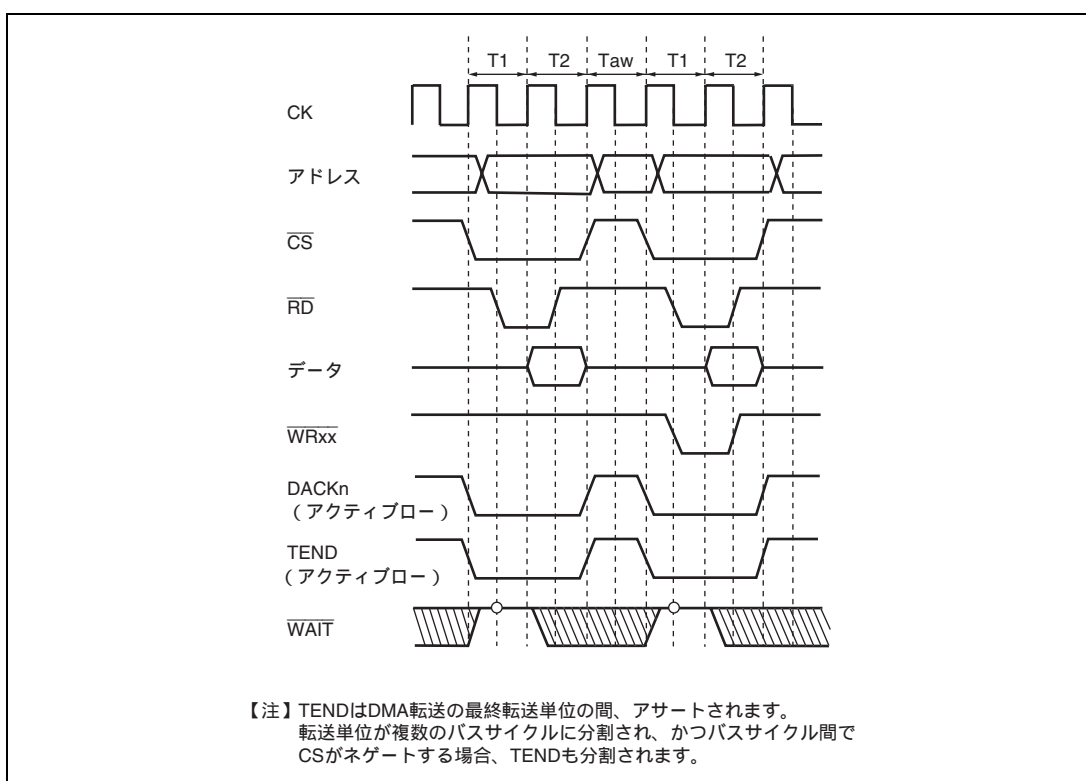 T1 T2 Taw T1 T2
CK
アドレス
CS
RD
データ
WRxx
DACKn
(アクティブロー)
TEND
(アクティブロー)
WAIT
【注】TENDはDMA転送の最終転送単位の間、アサートされます。
転送単位が複数のバスサイクルに分割され、かつバスサイクル間で
CSがネゲートする場合、TENDも分割されます。